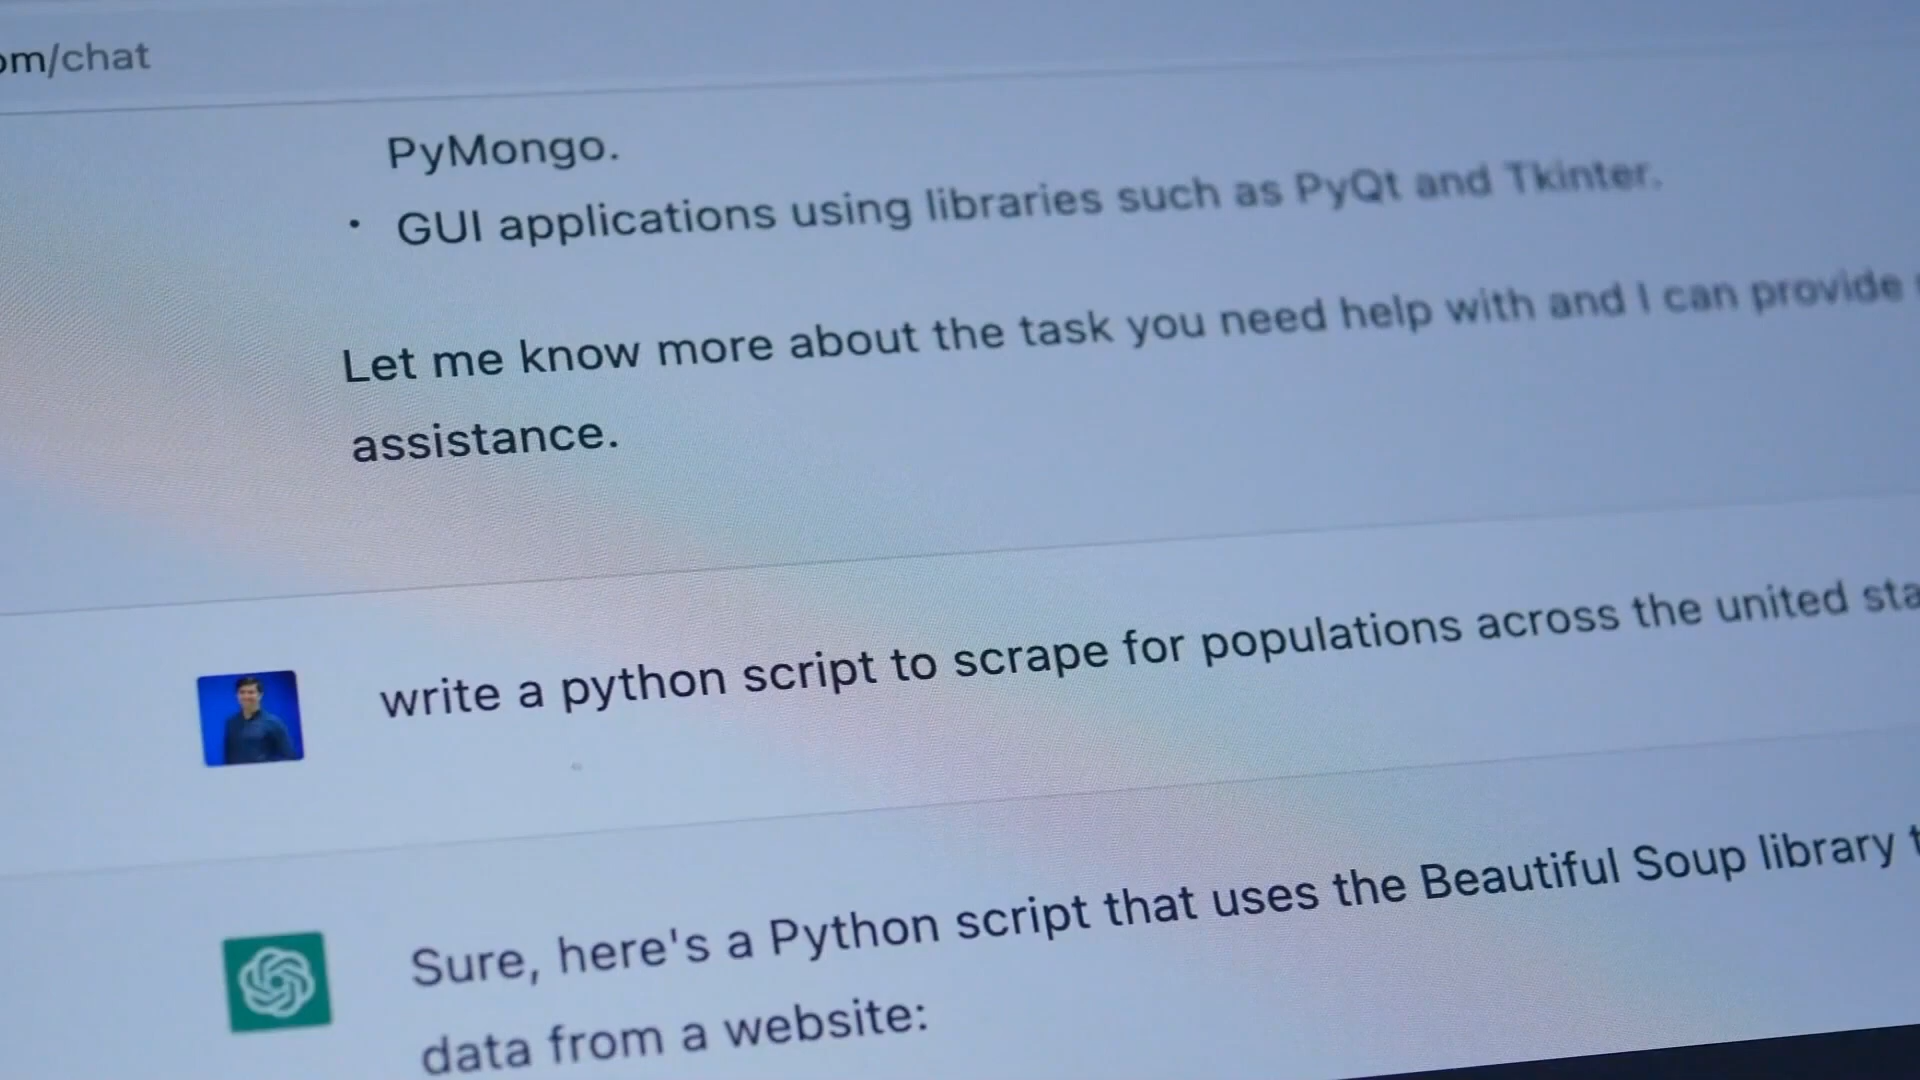 om/chat
PyMongo.
• GUI applications using libraries such as PyQt and Tkinter.
Let me know more about the task you need help with and I can provide
assistance.
write a python script to scrape for populations across the united sta
Sure, here's a Python script that uses the Beautiful Soup library t
data from a website: